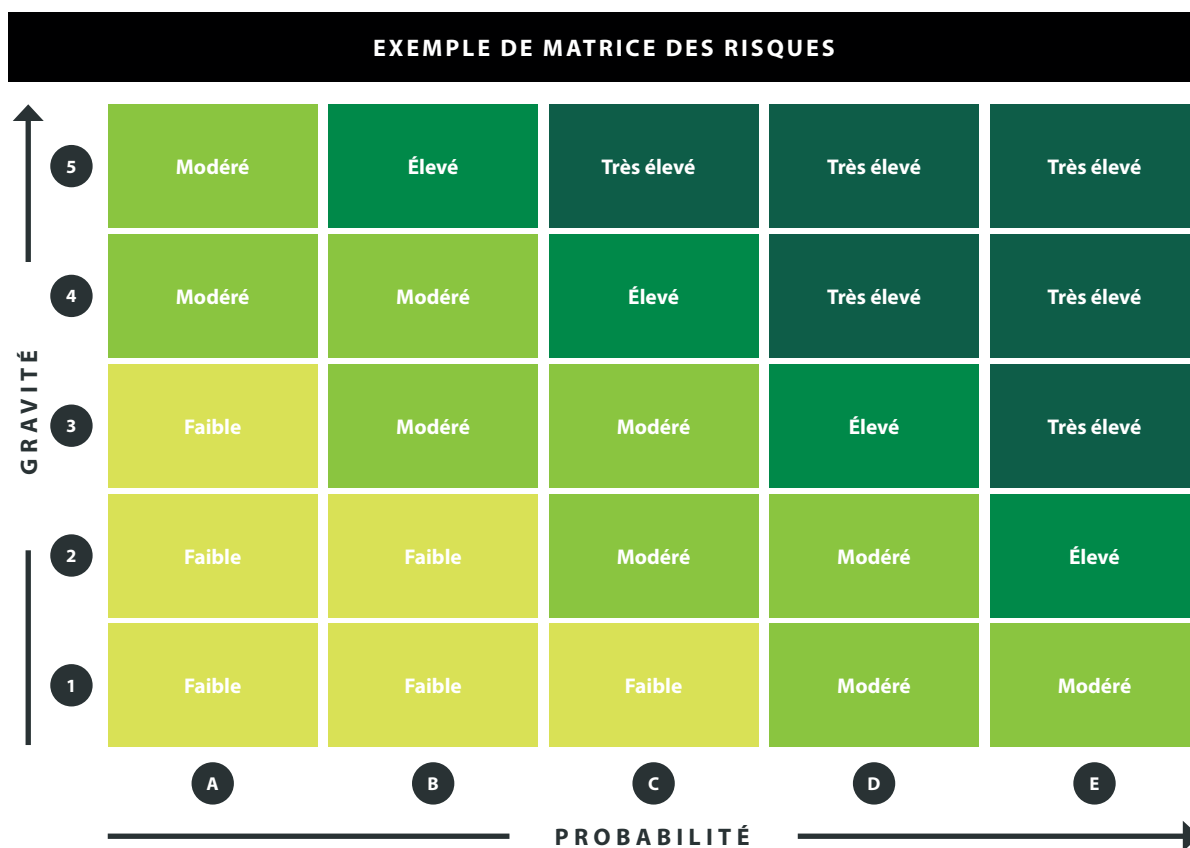 EXEMPLE DE MATRICE DES RISQUES
5 Modéré Élevé Très élevé Très élevé Très élevé
4 Modéré Modéré Élevé Très élevé Très élevé
GRAVITÉ
3 Faible Modéré Modéré Élevé Très élevé
2 Faible Faible Modéré Modéré Élevé
1 Faible Faible Faible Modéré Modéré
A B C D E
PROBABILITÉ